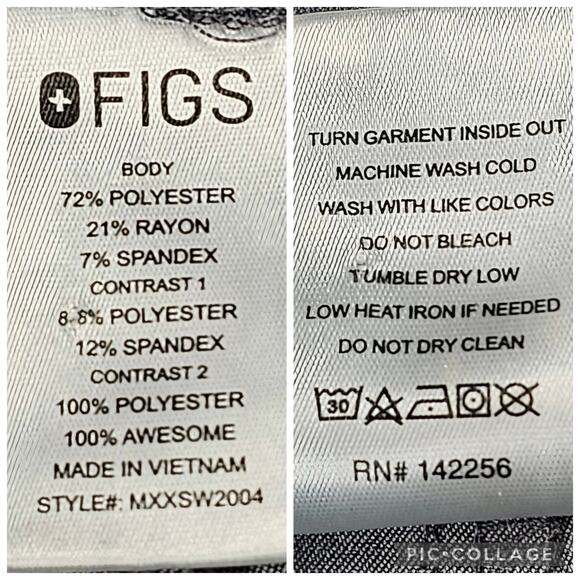 FIGS
BODY
72% POLYESTER
21% RAYON
7% SPANDEX
CONTRAST 1
88% POLYESTER
12% SPANDEX
CONTRAST 2
100% POLYESTER
100% AWESOME
MADE IN VIETNAM
STYLE#: MXXSW2004
TURN GARMENT INSIDE OUT
MACHINE WASH COLD
WASH WITH LIKE COLORS
DO NOT BLEACH
TUMBLE DRY LOW
LOW HEAT IRON IF NEEDED
DO NOT DRY CLEAN
30
RN# 142256
PIC•COLLAGE